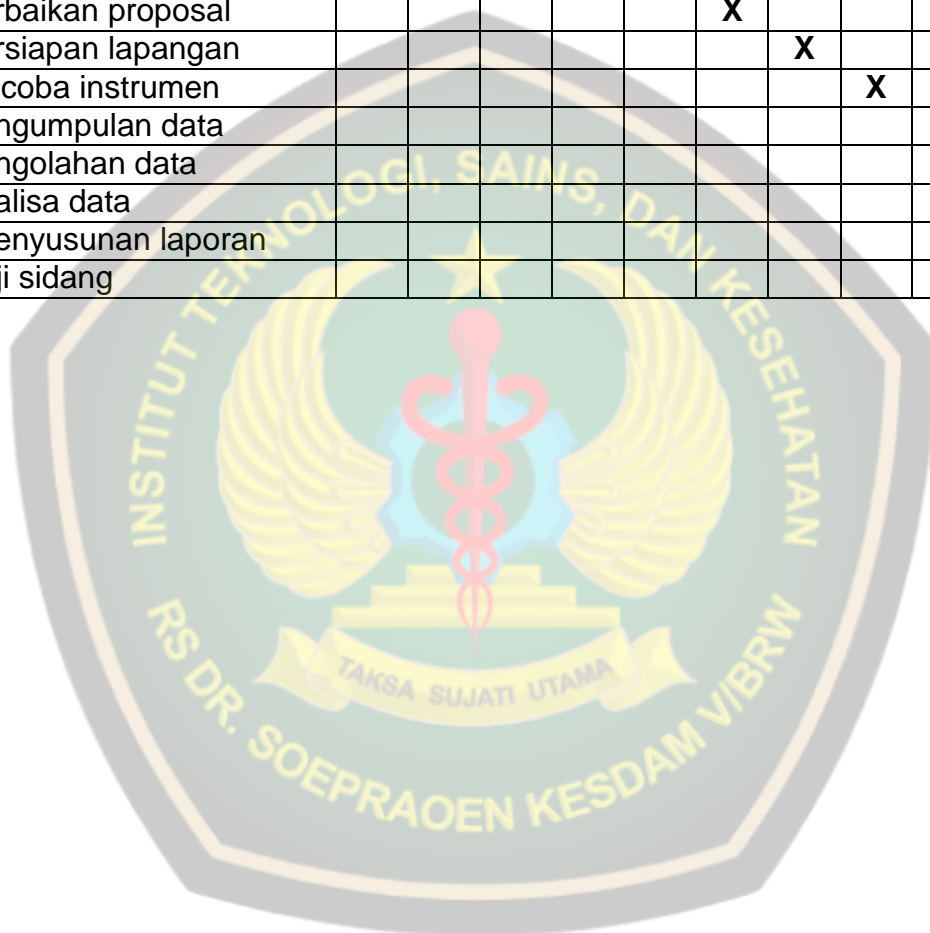 rbaikan proposal X
rsiapan lapangan X
coba instrumen X
ngumpulan data
ngolahan data
alisa data
enyusunan laporan
ji sidang
INSTITUT TEKNOLOGI, SAINS, DAN KESEHATAN
TAKSA SUJATI UTAMA
RS DR. SOEPRAOEN KESDAM V/BRW